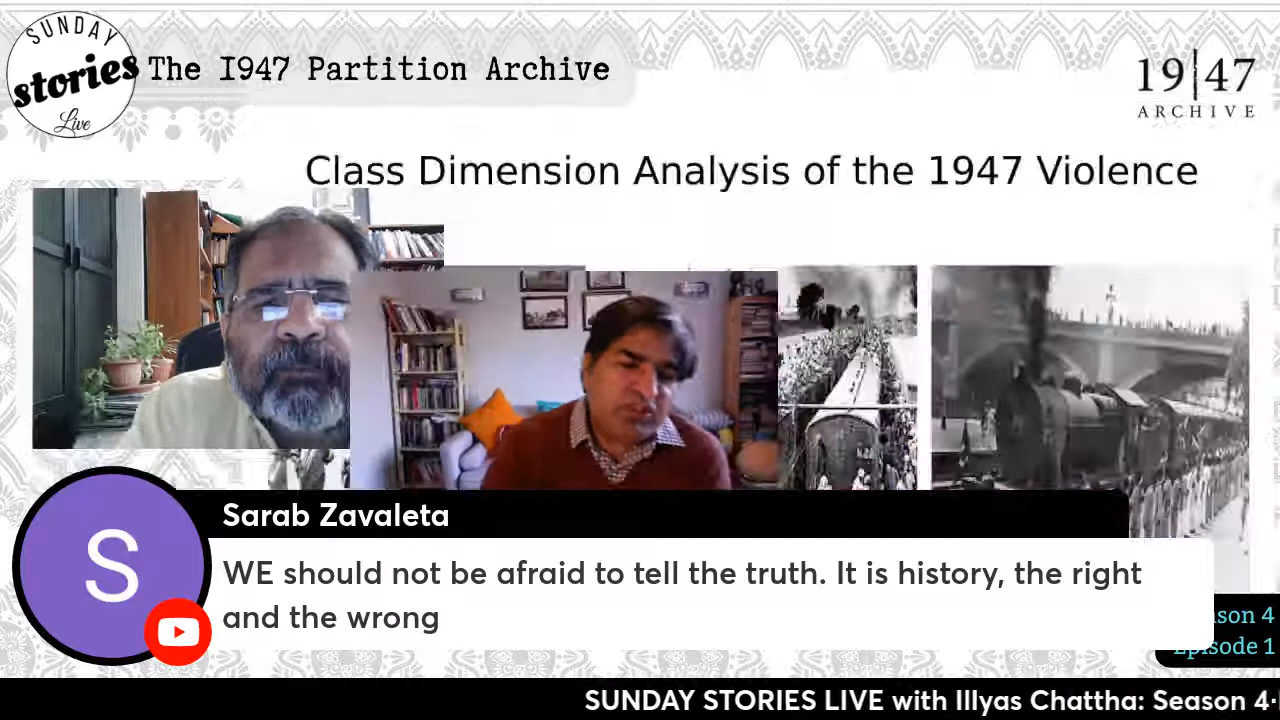 SUNDAY
stories
Live
The 1947 Partition Archive
19|47
ARCHIVE
Class Dimension Analysis of the 1947 Violence
S
Sarab Zavaleta
WE should not be afraid to tell the truth. It is history, the right
and the wrong
son 4
Episode 1
SUNDAY STORIES LIVE with Illyas Chattha: Season 4